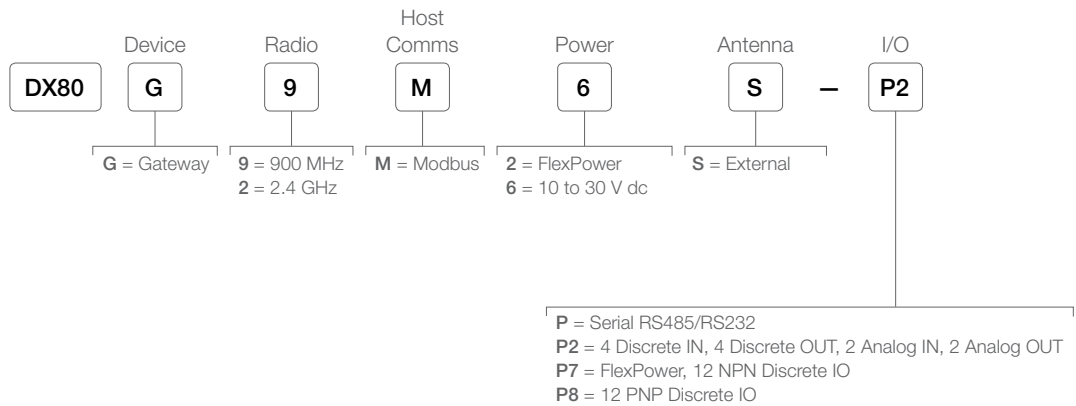 Host
Device Radio Comms Power Antenna I/O
DX80 G 9 M 6 S – P2
G = Gateway 9 = 900 MHz M = Modbus 2 = FlexPower S = External
2 = 2.4 GHz 6 = 10 to 30 V dc
P = Serial RS485/RS232
P2 = 4 Discrete IN, 4 Discrete OUT, 2 Analog IN, 2 Analog OUT
P7 = FlexPower, 12 NPN Discrete IO
P8 = 12 PNP Discrete IO